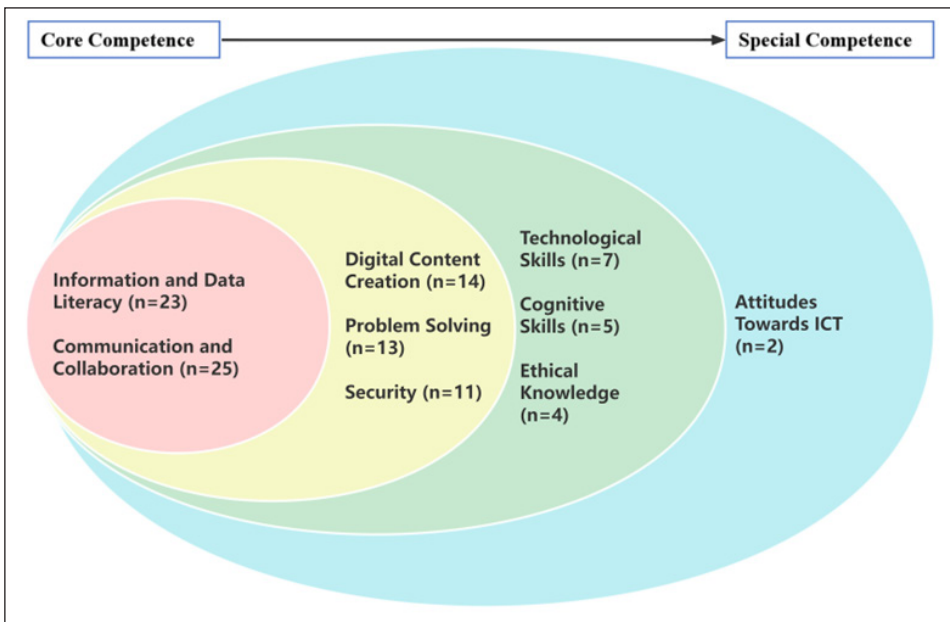 Core Competence
Special Competence
Information and Data
Literacy (n=23)
Communication and
Collaboration (n=25)
Digital Content
Creation (n=14)
Problem Solving
(n=13)
Security (n=11)
Technological
Skills (n=7)
Cognitive
Skills (n=5)
Ethical
Knowledge
(n=4)
Attitudes
Towards ICT
(n=2)